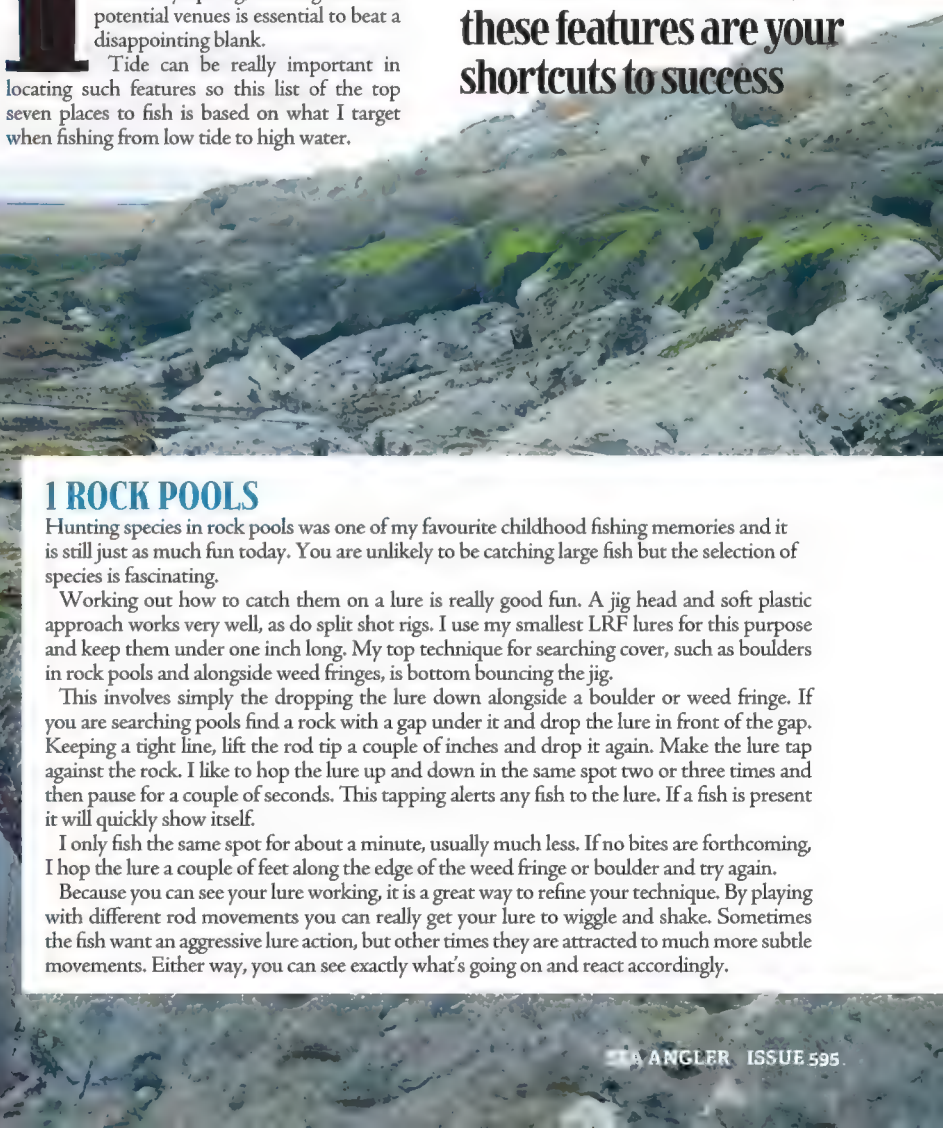 potential venues is essential to beat a
disappointing blank.
Tide can be really important in
locating such features so this list of the top
seven places to fish is based on what I target
when fishing from low tide to high water.
these features are your
shortcuts to success
1 ROCK POOLS
Hunting species in rock pools was one of my favourite childhood fishing memories and it
is still just as much fun today. You are unlikely to be catching large fish but the selection of
species is fascinating.
Working out how to catch them on a lure is really good fun. A jig head and soft plastic
approach works very well, as do split shot rigs. I use my smallest LRF lures for this purpose
and keep them under one inch long. My top technique for searching cover, such as boulders
in rock pools and alongside weed fringes, is bottom bouncing the jig.
This involves simply the dropping the lure down alongside a boulder or weed fringe. If
you are searching pools find a rock with a gap under it and drop the lure in front of the gap.
Keeping a tight line, lift the rod tip a couple of inches and drop it again. Make the lure tap
against the rock. I like to hop the lure up and down in the same spot two or three times and
then pause for a couple of seconds. This tapping alerts any fish to the lure. If a fish is present
it will quickly show itself.
I only fish the same spot for about a minute, usually much less. If no bites are forthcoming,
I hop the lure a couple of feet along the edge of the weed fringe or boulder and try again.
Because you can see your lure working, it is a great way to refine your technique. By playing
with different rod movements you can really get your lure to wiggle and shake. Sometimes
the fish want an aggressive lure action, but other times they are attracted to much more subtle
movements. Either way, you can see exactly what's going on and react accordingly.
SEA ANGLER ISSUE 595